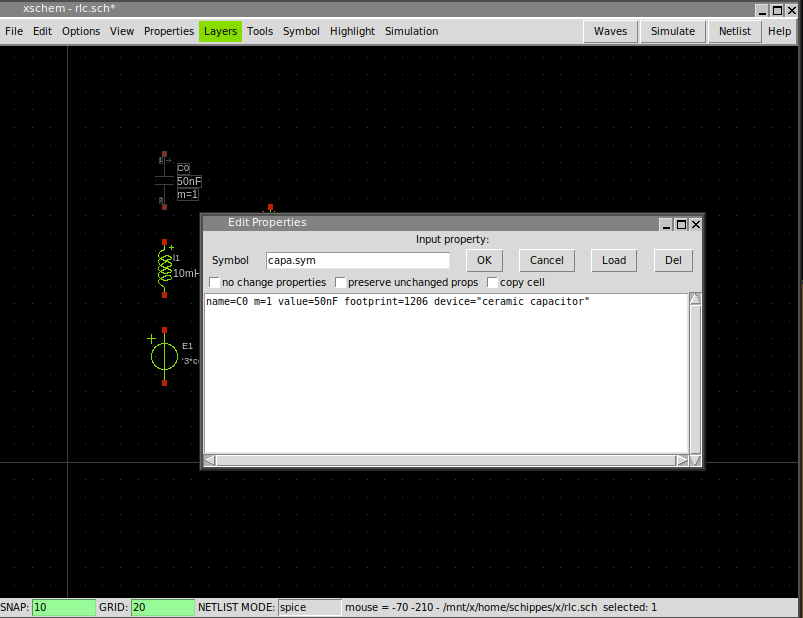 xschem - rlc.sch*
File Edit Options View Properties Layers Tools Symbol Highlight Simulation Waves Simulate Netlist Help
C0
50nF
m=1
Edit Properties
Input property:
Symbol capa.sym OK Cancel Load Del
no change properties preserve unchanged props copy cell
name=C0 m=1 value=50nF footprint=1206 device="ceramic capacitor"
l1
10mH
E1
'3*co
SNAP: 10 GRID: 20 NETLIST MODE: spice mouse = -70 -210 - /mnt/x/home/schippes/x/rlc.sch selected: 1